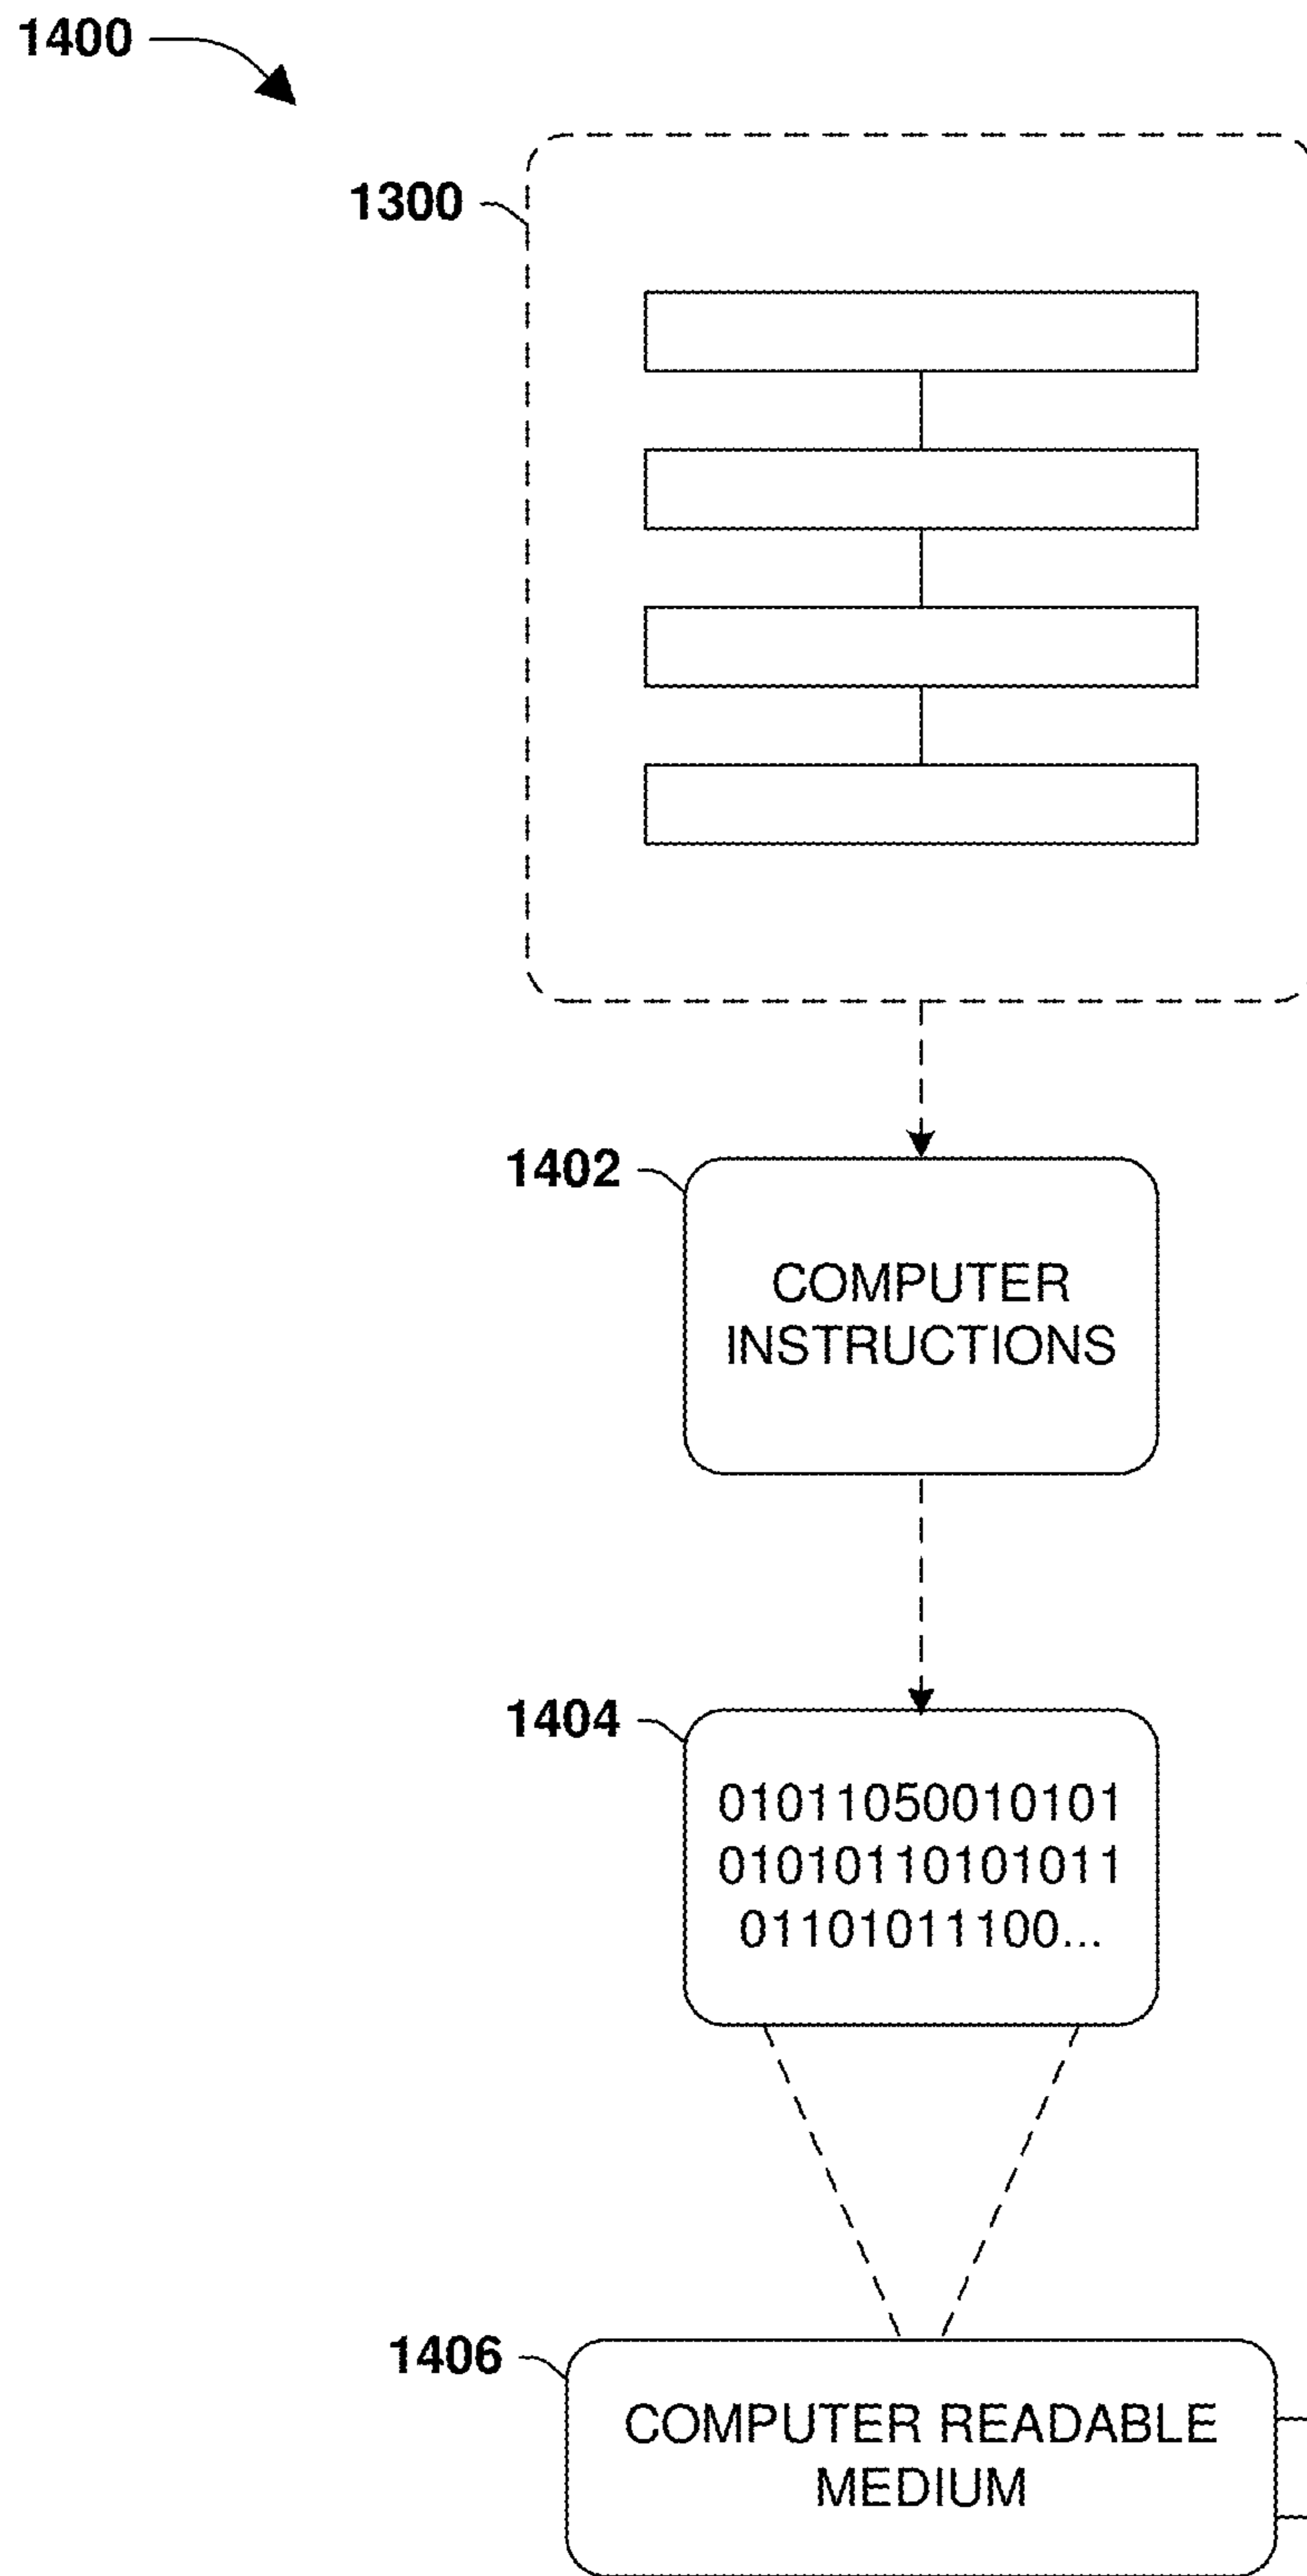 1400
1300
1402
COMPUTER
INSTRUCTIONS
1404
01011050010101
01010110101011
01101011100...
1406
COMPUTER READABLE
MEDIUM